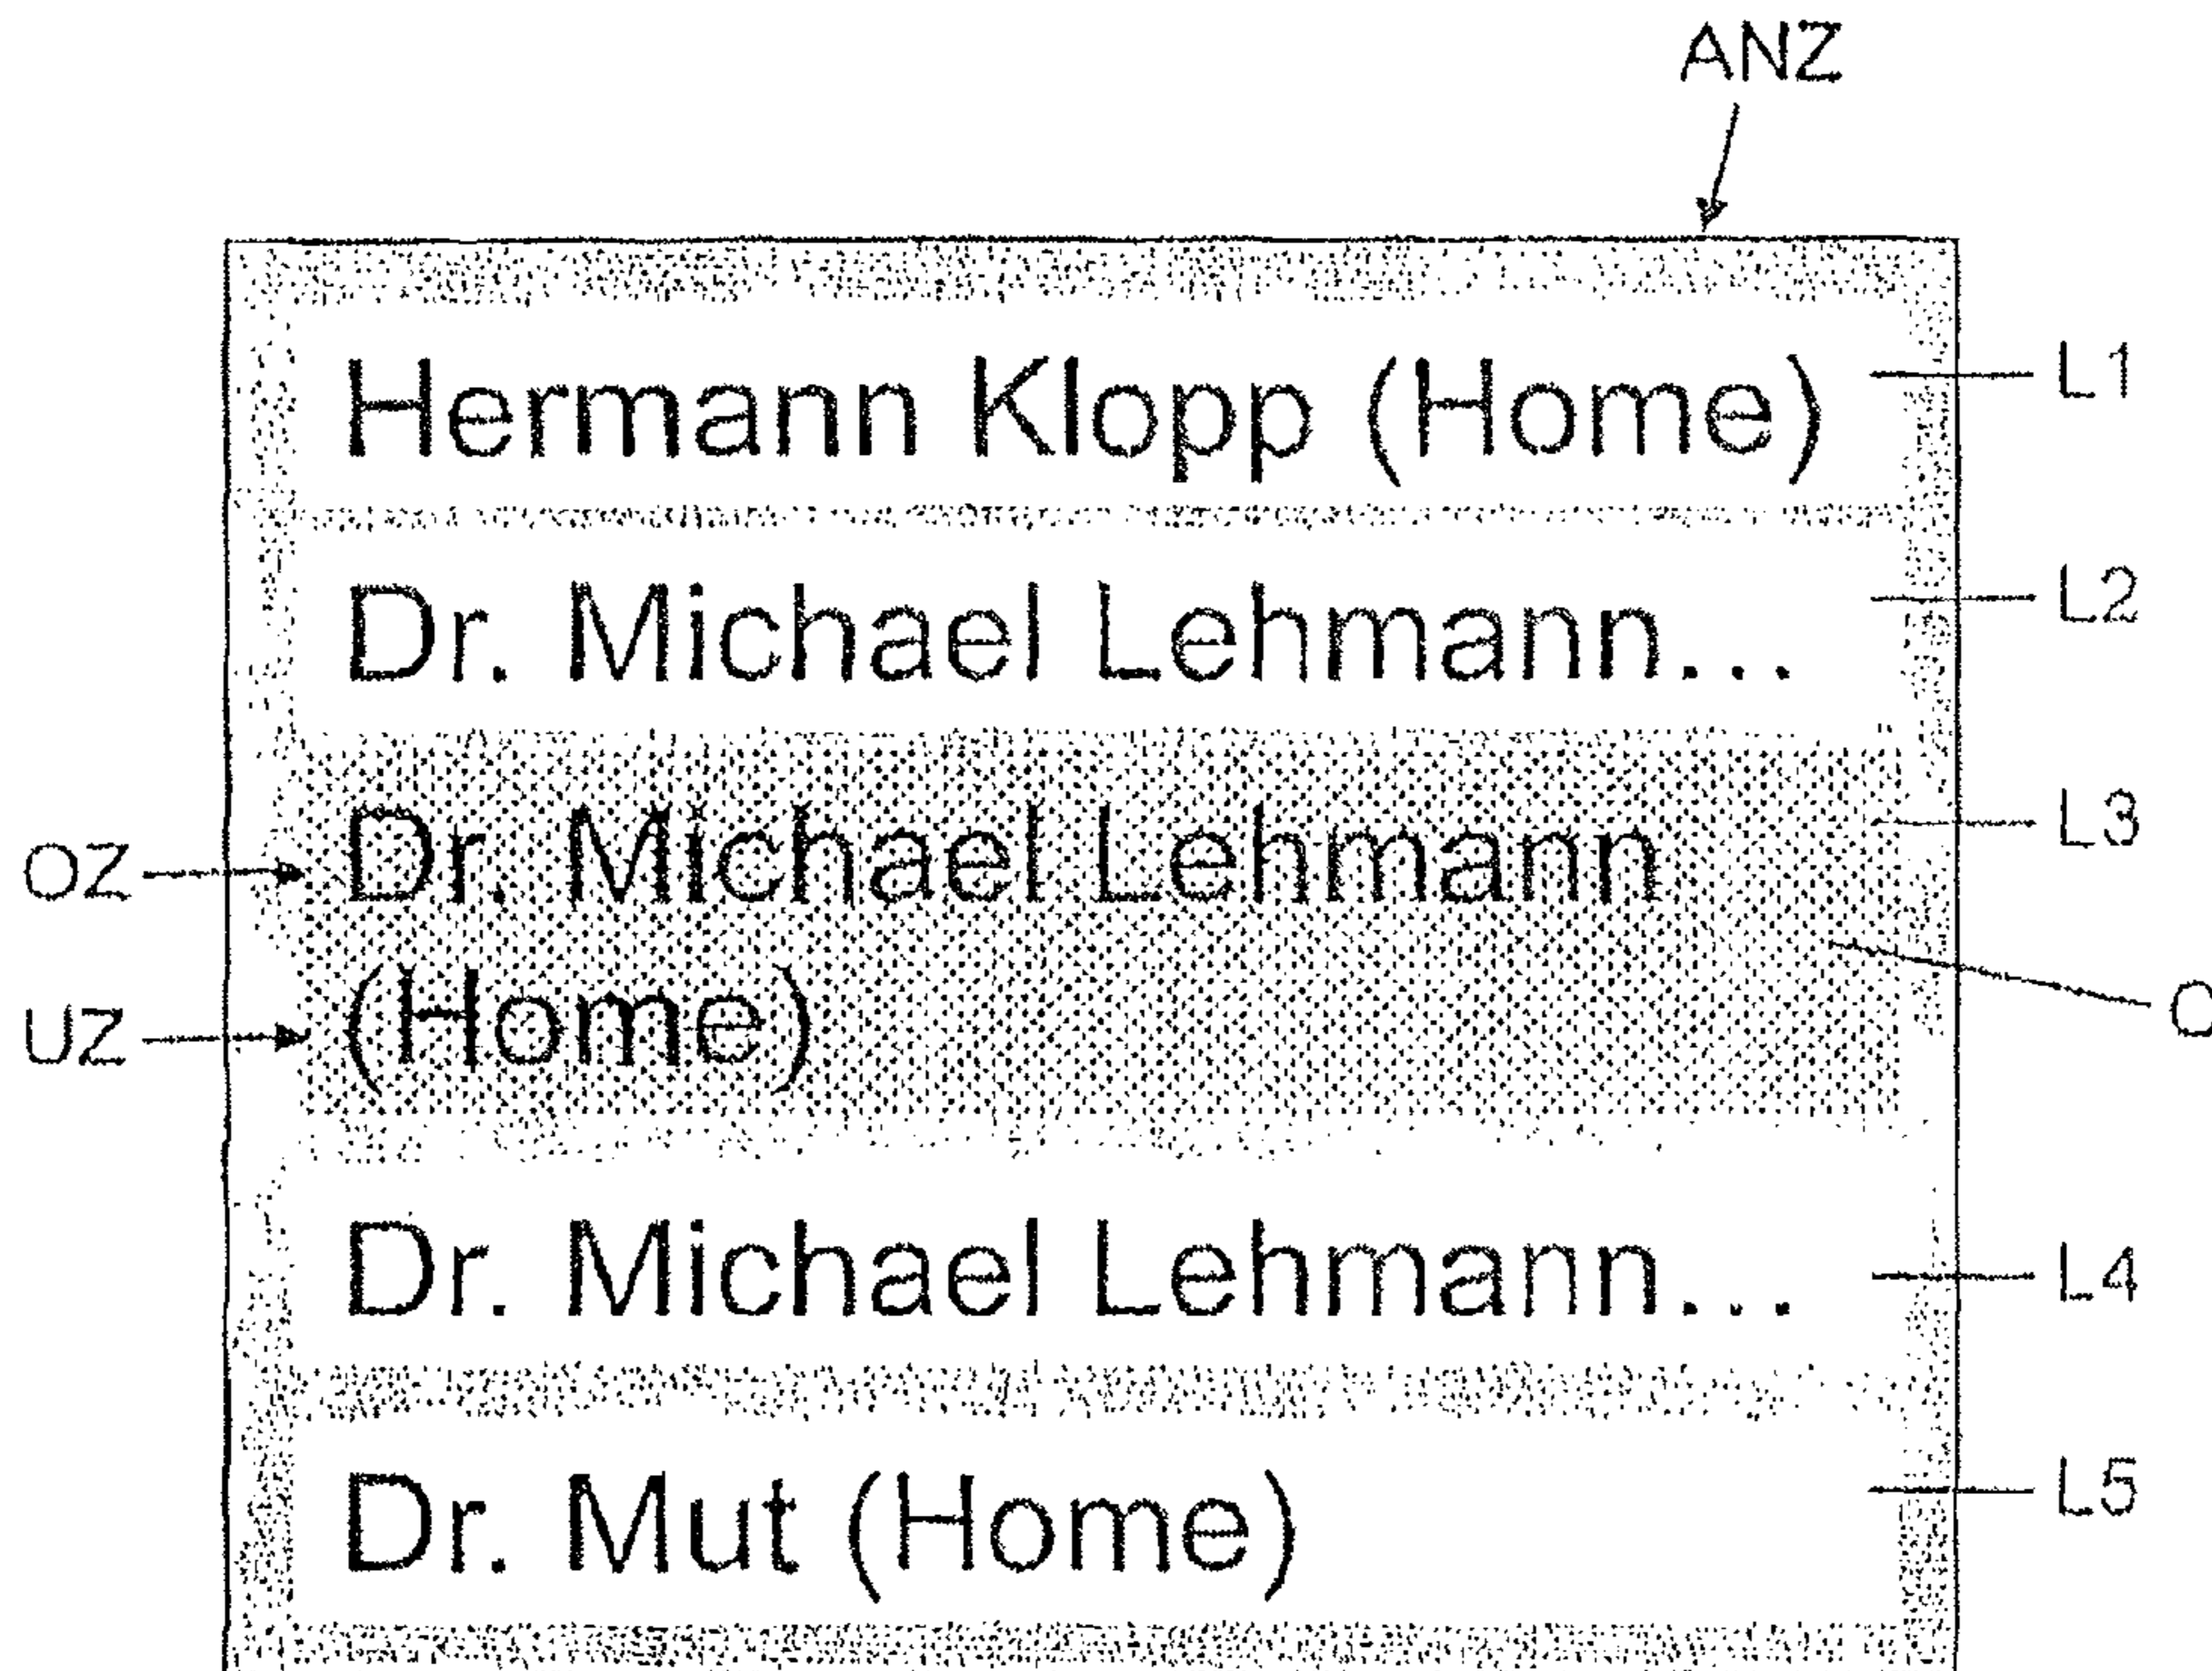 ANZ
Hermann Klopp (Home) L1
Dr. Michael Lehmann... L2
OZ Dr. Michael Lehmann L3
UZ (Home)
Dr. Michael Lehmann... L4
Dr. Mut (Home) L5